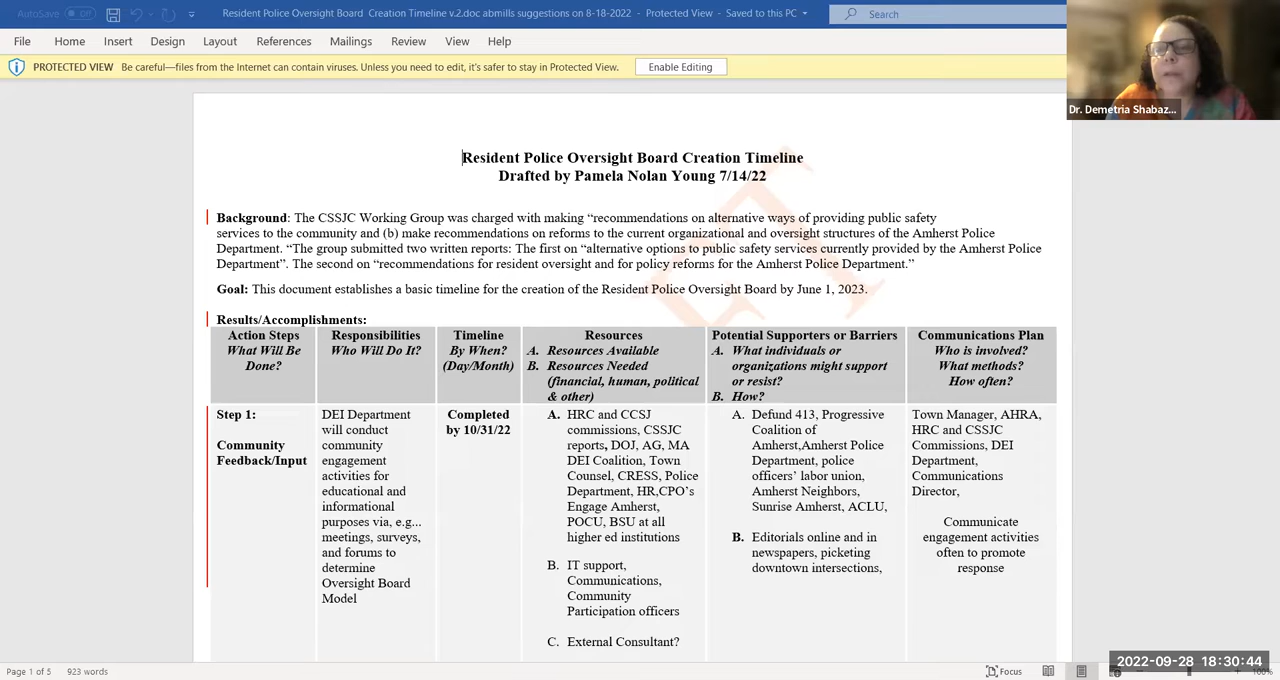 AutoSave Off
Resident Police Oversight Board Creation Timeline v.2.doc abmills suggestions on 8-18-2022 - Protected View - Saved to this PC
Search
File Home Insert Design Layout References Mailings Review View Help
PROTECTED VIEW Be careful—files from the Internet can contain viruses. Unless you need to edit, it's safer to stay in Protected View. Enable Editing
Dr. Demetria Shabaz...
Resident Police Oversight Board Creation Timeline
Drafted by Pamela Nolan Young 7/14/22
Background: The CSSJC Working Group was charged with making “recommendations on alternative ways of providing public safety
services to the community and (b) make recommendations on reforms to the current organizational and oversight structures of the Amherst Police
Department. “The group submitted two written reports: The first on “alternative options to public safety services currently provided by the Amherst Police
Department”. The second on “recommendations for resident oversight and for policy reforms for the Amherst Police Department.”
Goal: This document establishes a basic timeline for the creation of the Resident Police Oversight Board by June 1, 2023.
Results/Accomplishments:
Action Steps
What Will Be
Done?
Responsibilities
Who Will Do It?
Timeline
By When?
(Day/Month)
Resources
A. Resources Available
B. Resources Needed
(financial, human, political
& other)
Potential Supporters or Barriers
A. What individuals or
organizations might support
or resist?
B. How?
Communications Plan
Who is involved?
What methods?
How often?
Step 1:
Community
Feedback/Input
DEI Department
will conduct
community
engagement
activities for
educational and
informational
purposes via, e.g...
meetings, surveys,
and forums to
determine
Oversight Board
Model
Completed
by 10/31/22
A. HRC and CCSJ
commissions, CSSJC
reports, DOJ, AG, MA
DEI Coalition, Town
Counsel, CRESS, Police
Department, HR,CPO’s
Engage Amherst,
POCU, BSU at all
higher ed institutions
B. IT support,
Communications,
Community
Participation officers
C. External Consultant?
A. Defund 413, Progressive
Coalition of
Amherst,Amherst Police
Department, police
officers’ labor union,
Amherst Neighbors,
Sunrise Amherst, ACLU,
B. Editorials online and in
newspapers, picketing
downtown intersections,
Town Manager, AHRA,
HRC and CSSJC
Commissions, DEI
Department,
Communications
Director,
Communicate
engagement activities
often to promote
response
Page 1 of 5 923 words
Focus
100%
2022-09-28 18:30:44